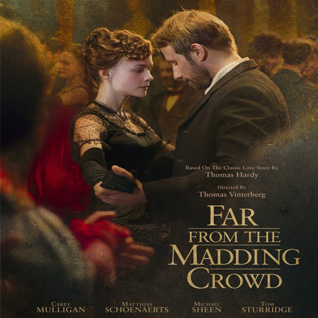 BASED ON THE CLASSIC LOVE STORY BY
THOMAS HARDY
DIRECTED BY
THOMAS VINTERBERG
FAR
FROM THE
MADDING
CROWD
CAREY MATTHIAS MICHAEL TOM
MULLIGAN SCHOENAERTS SHEEN STURRIDGE